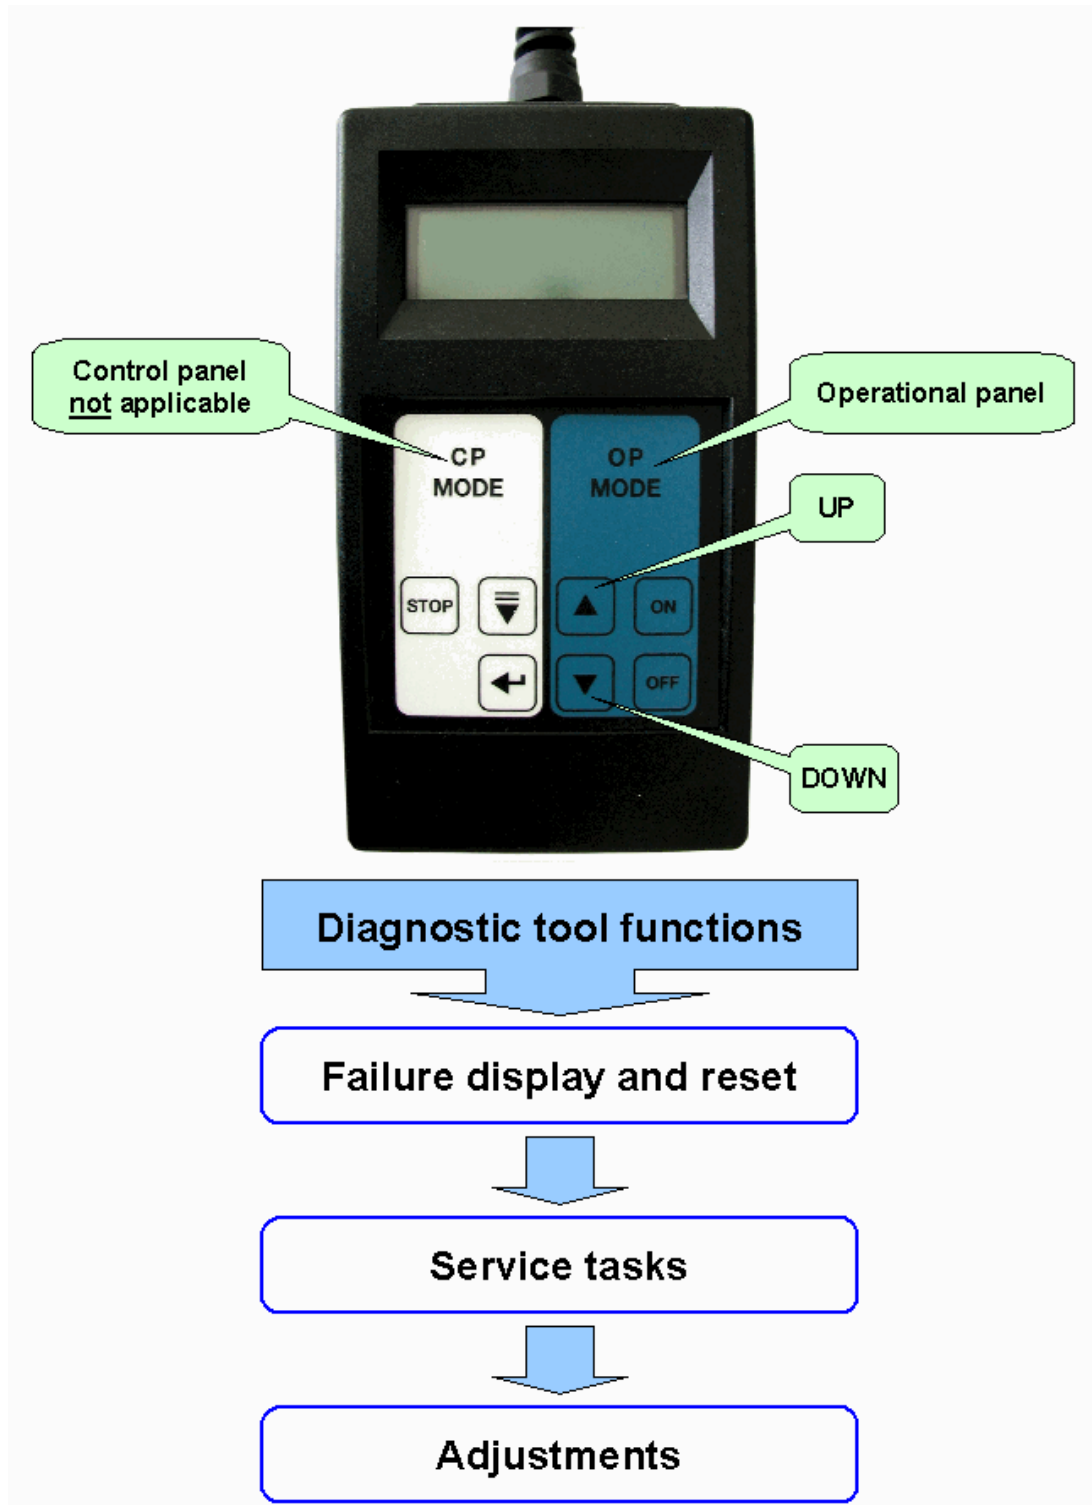 Control panel
not applicable
Operational panel
CP
MODE
OP
MODE
UP
STOP
ON
OFF
DOWN
Diagnostic tool functions
Failure display and reset
Service tasks
Adjustments